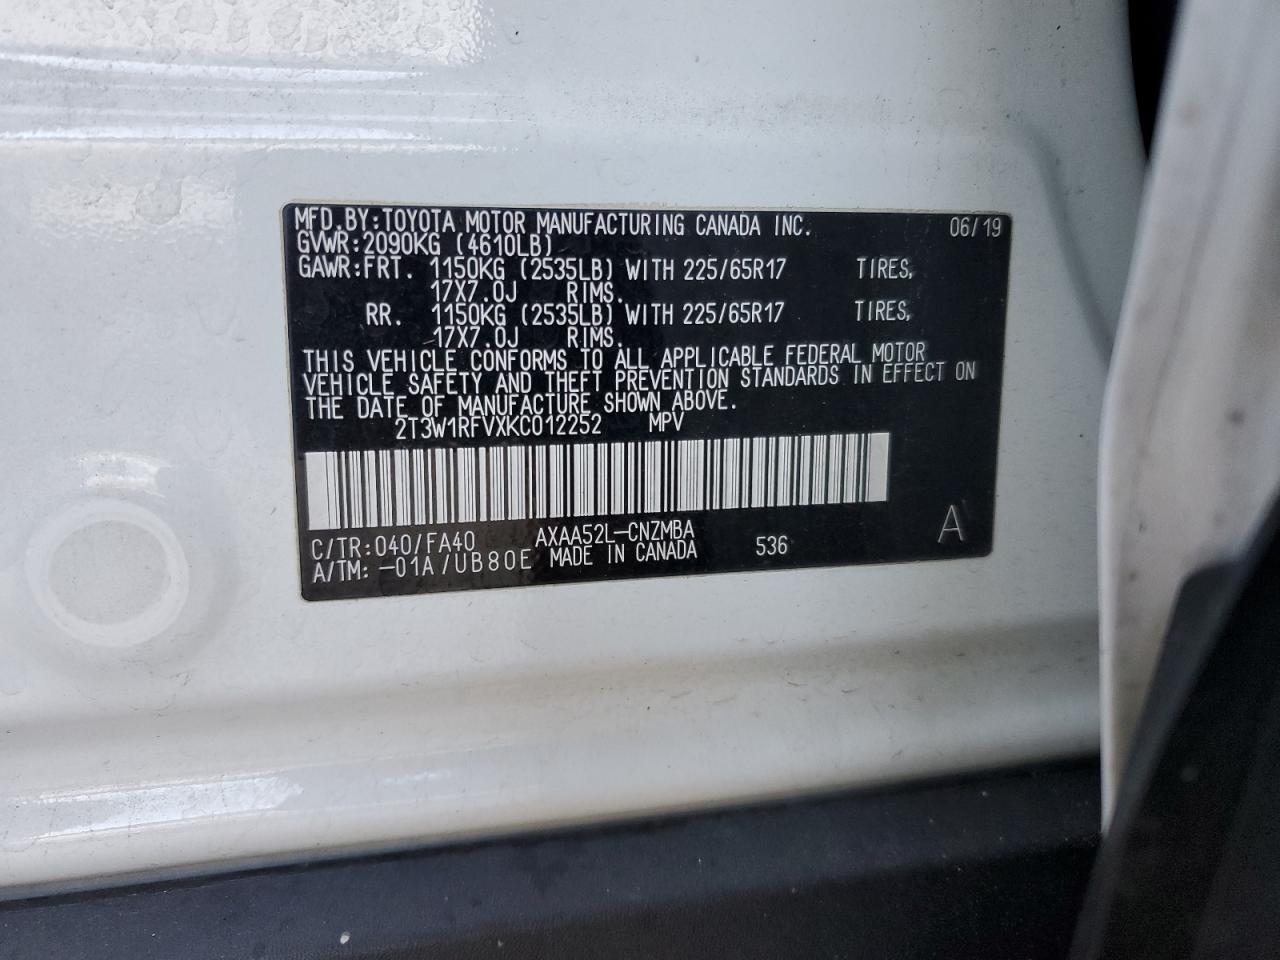 MFD.BY:TOYOTA MOTOR MANUFACTURING CANADA INC. 06/19
GVWR:2090KG (4610LB)
GAWR:FRT. 1150KG (2535LB) WITH 225/65R17 TIRES,
17X7.0J RIMS.
RR. 1150KG (2535LB) WITH 225/65R17 TIRES,
17X7.0J RIMS.
THIS VEHICLE CONFORMS TO ALL APPLICABLE FEDERAL MOTOR
VEHICLE SAFETY AND THEFT PREVENTION STANDARDS IN EFFECT ON
THE DATE OF MANUFACTURE SHOWN ABOVE.
2T3W1RFVXKC012252 MPV
C/TR:040/FA40 AXAA52L-CNZMBA
A/TM:-01A/UB80E MADE IN CANADA 536
A